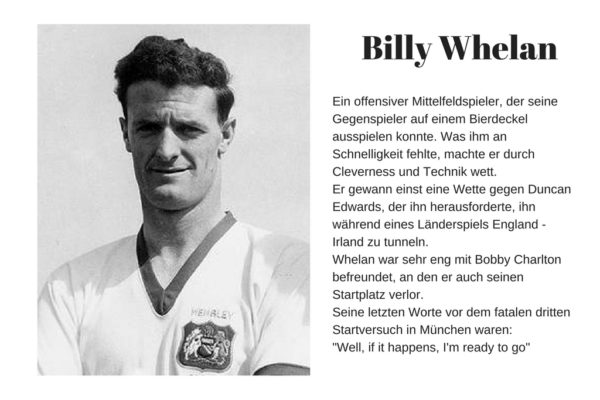 Billy Whelan
Ein offensiver Mittelfeldspieler, der seine
Gegenspieler auf einem Bierdeckel
ausspielen konnte. Was ihm an
Schnelligkeit fehlte, machte er durch
Cleverness und Technik wett.
Er gewann einst eine Wette gegen Duncan
Edwards, der ihn herausforderte, ihn
während eines Länderspiels England -
Irland zu tunneln.
Whelan war sehr eng mit Bobby Charlton
befreundet, an den er auch seinen
Startplatz verlor.
Seine letzten Worte vor dem fatalen dritten
Startversuch in München waren:
"Well, if it happens, I'm ready to go"
WEMBLEY